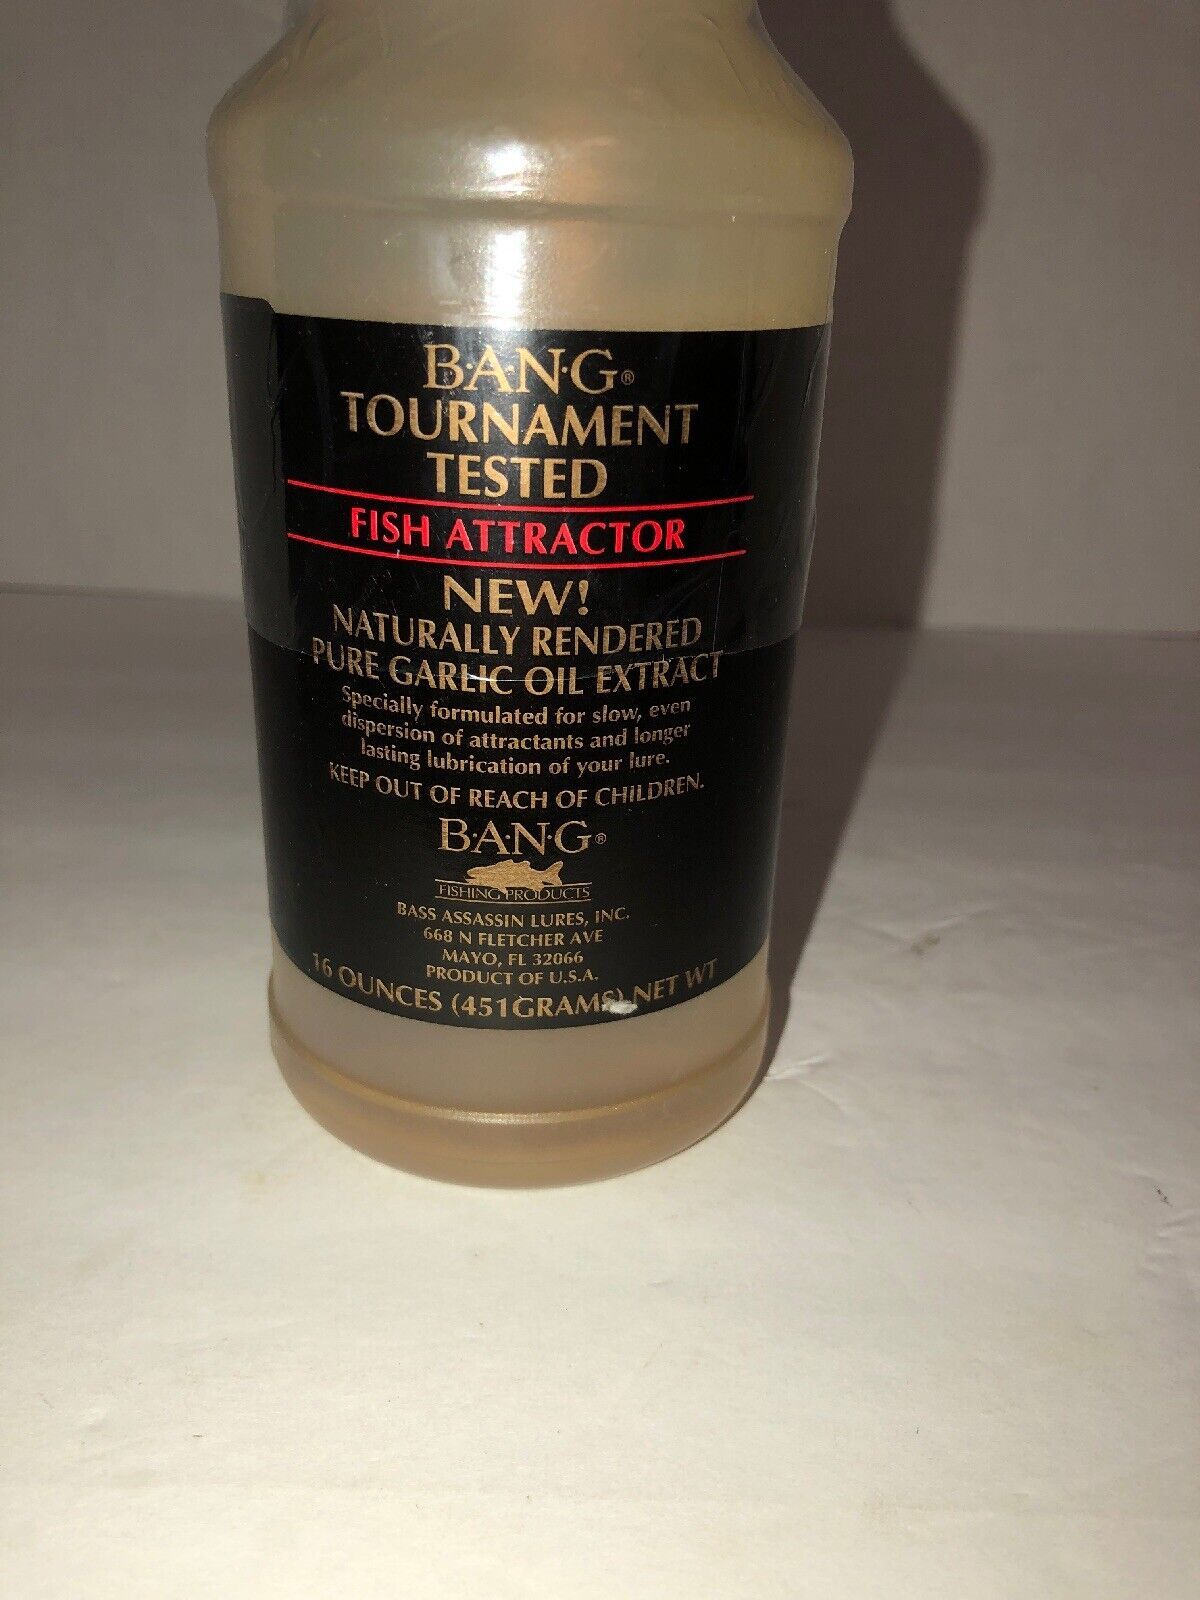 B·A·N·G®
TOURNAMENT
TESTED
FISH ATTRACTOR
NEW!
NATURALLY RENDERED
PURE GARLIC OIL EXTRACT
Specially formulated for slow, even
dispersion of attractants and longer
lasting lubrication of your lure.
KEEP OUT OF REACH OF CHILDREN.
B·A·N·G®
FISHING PRODUCTS
BASS ASSASSIN LURES, INC.
668 N FLETCHER AVE
MAYO, FL 32066
PRODUCT OF U.S.A.
16 OUNCES (451GRAMS) NET WT